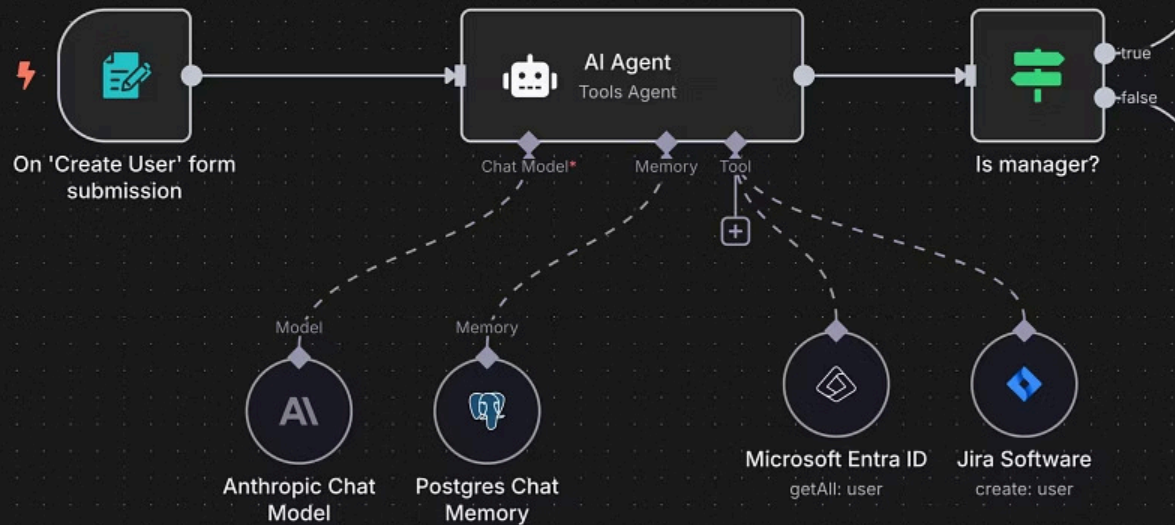 AI Agent
Tools Agent
true
false
On 'Create User' form
submission
Chat Model*
Memory
Tool
Is manager?
Model
Memory
Anthropic Chat
Model
Postgres Chat
Memory
Microsoft Entra ID
getAll: user
Jira Software
create: user